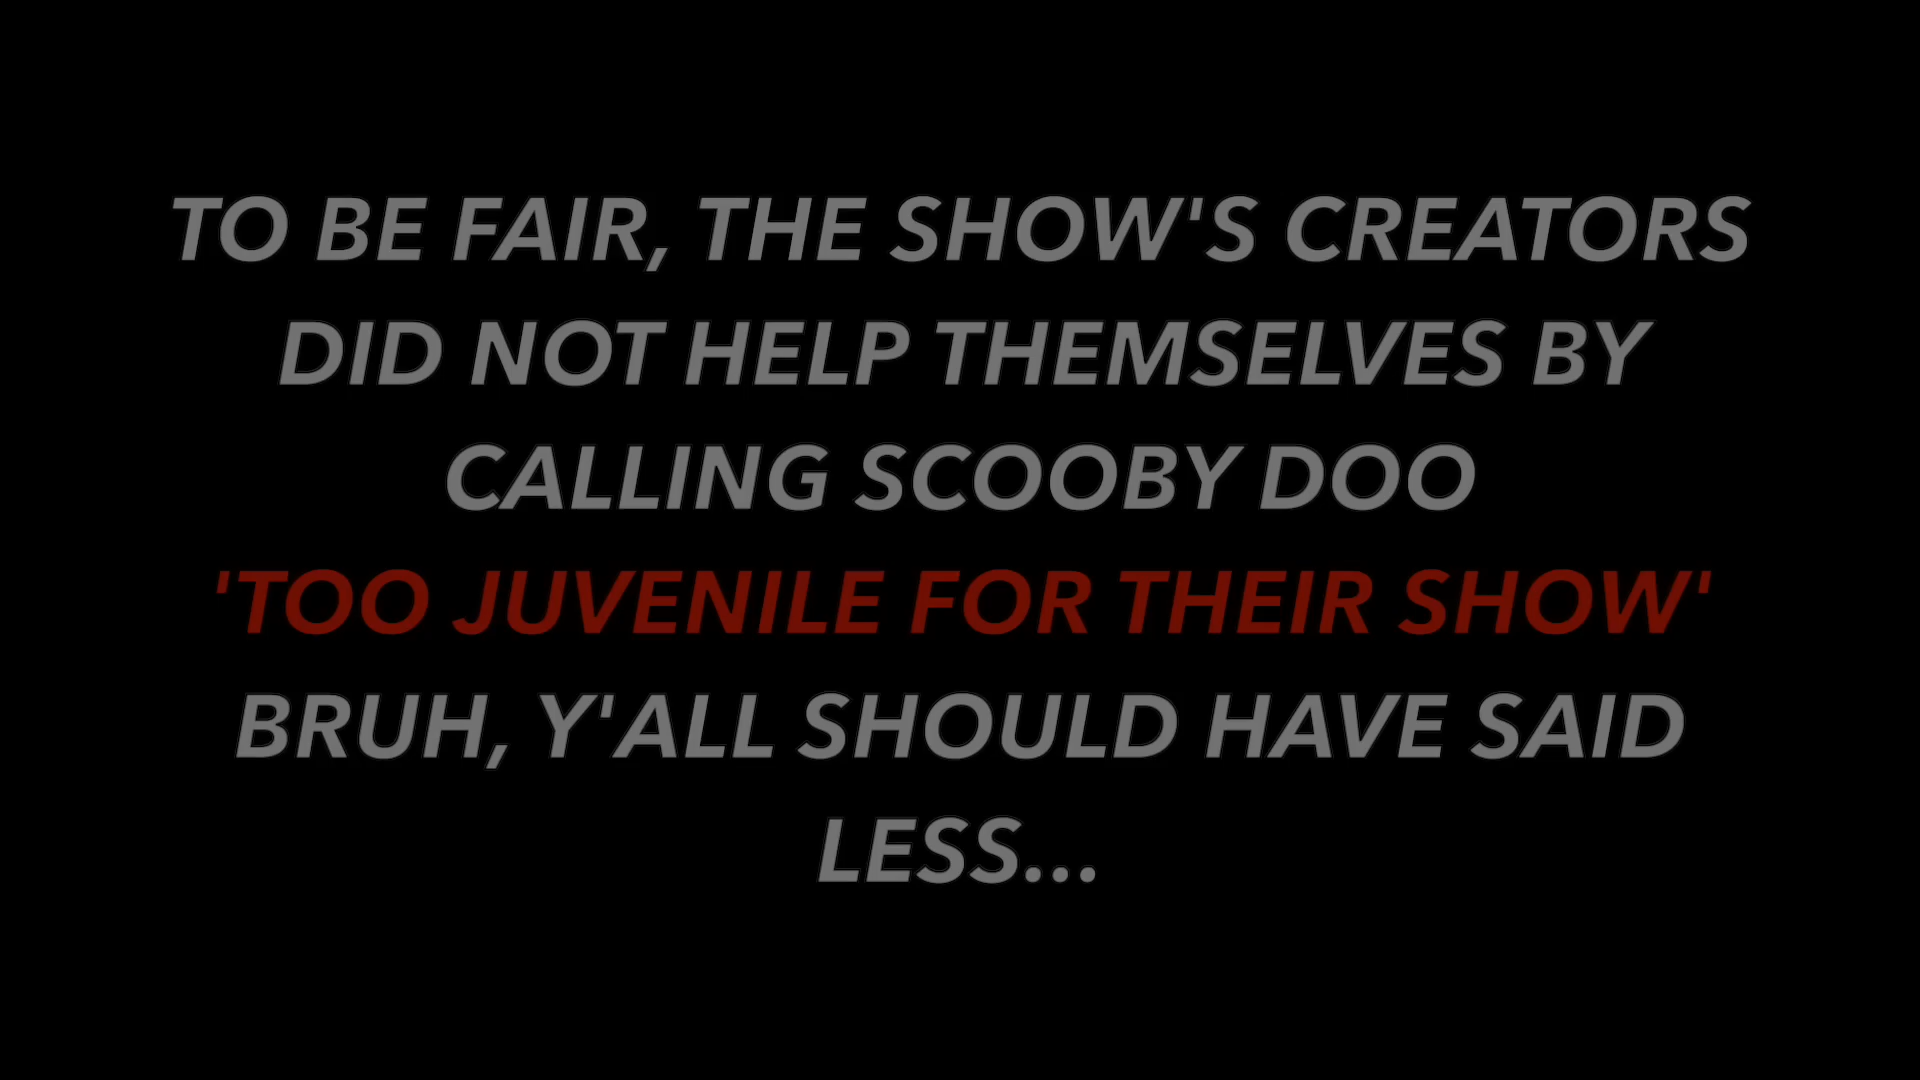 TO BE FAIR, THE SHOW'S CREATORS
DID NOT HELP THEMSELVES BY
CALLING SCOOBY DOO
'TOO JUVENILE FOR THEIR SHOW'
BRUH, Y'ALL SHOULD HAVE SAID
LESS...